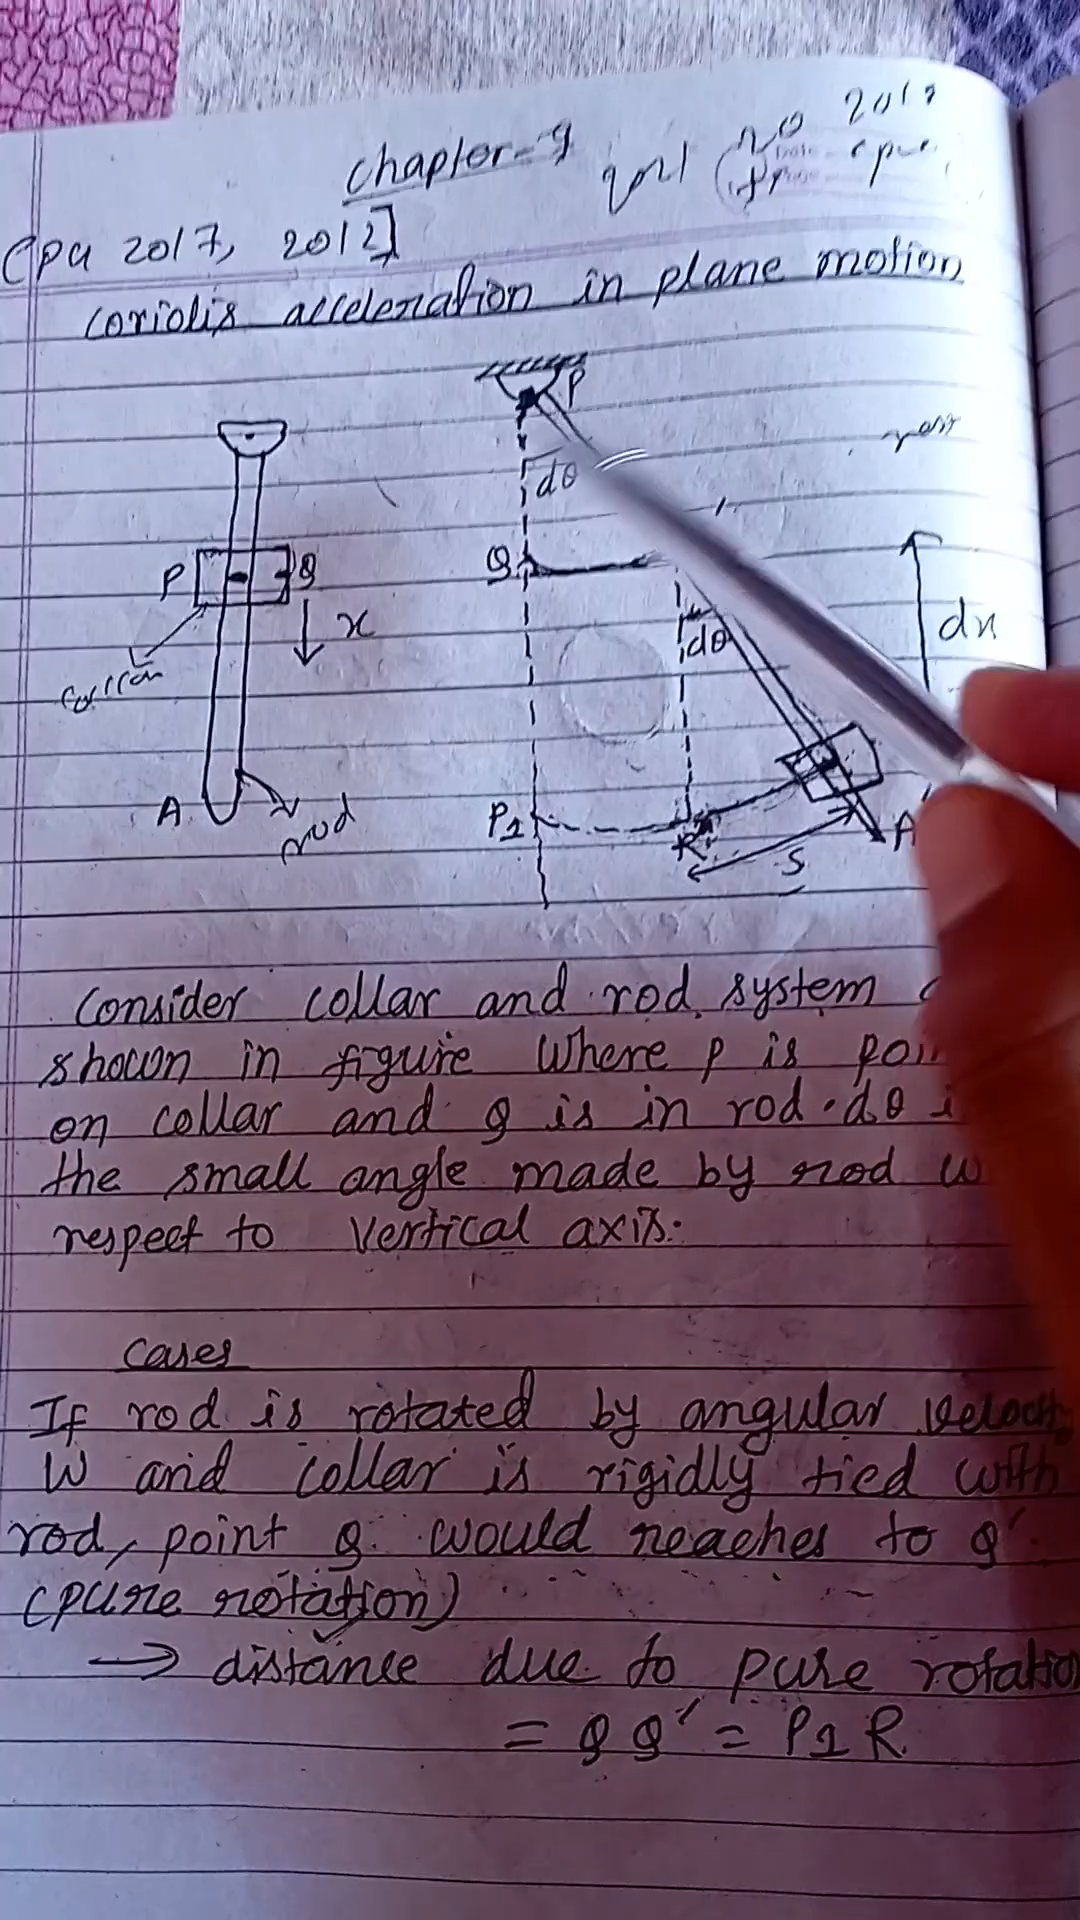 chapter-9
2018
[pu 2017, 2012]
coriolis acceleration in plane motion
P
dθ
P Q
Q
x
dθ
dx
A
rod
P1
R
S
A'
Consider collar and rod system
shown in figure Where p is
on collar and Q is in rod. dθ
the small angle made by rod
respect to Vertical axis.
Cases
If rod is rotated by angular
W and collar is rigidly tied with
rod, point Q would reaches to Q'
(pure rotation)
→ distance due to pure rotation
= QQ' = P1R